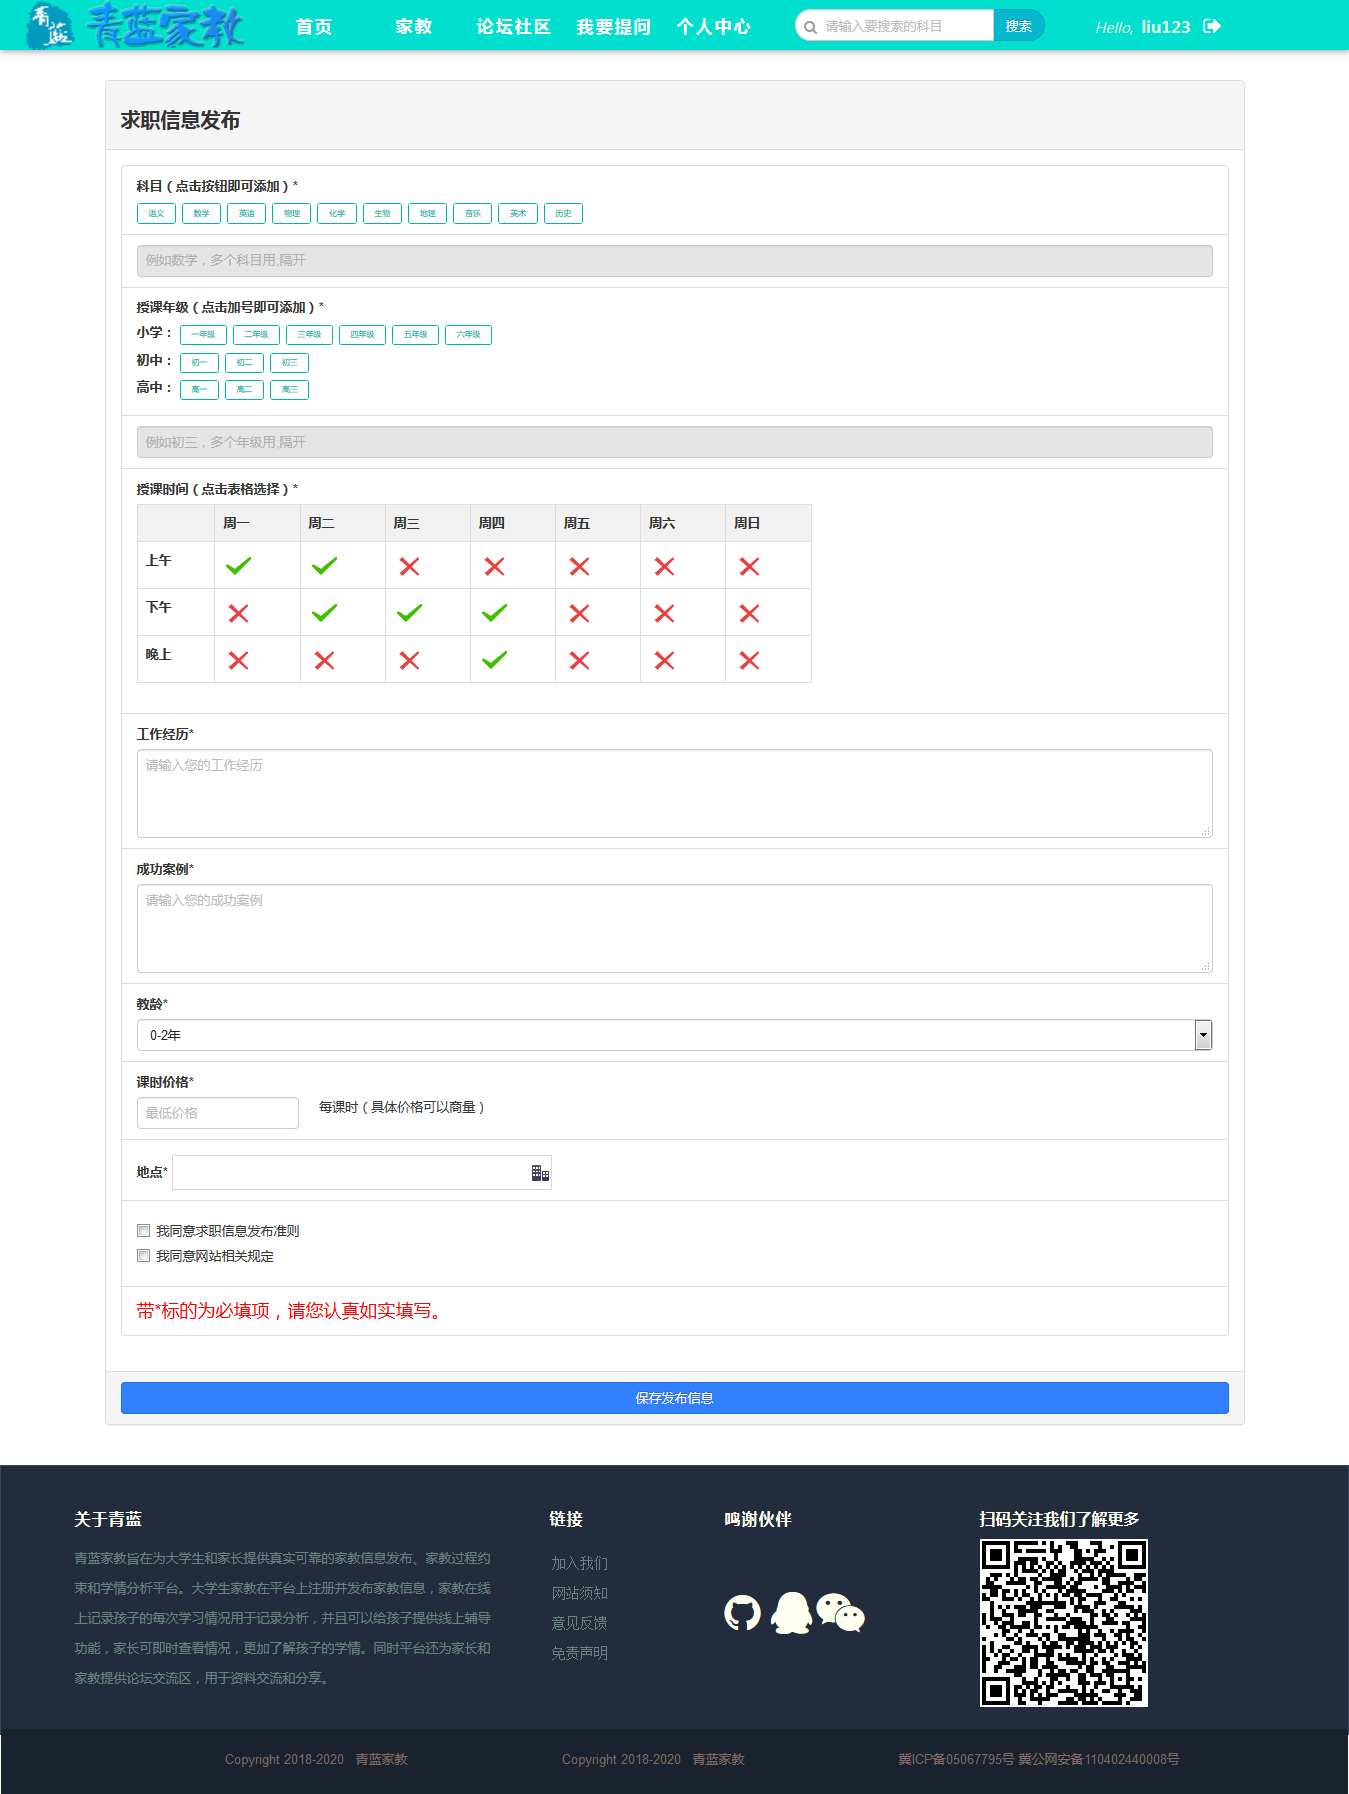 青蓝 青蓝家教 首页 家教 论坛社区 我要提问 个人中心 请输入要搜索的科目 搜索 Hello, liu123
求职信息发布
科目（点击按钮即可添加）*
语文 数学 英语 物理 化学 生物 地理 音乐 美术 历史
例如数学，多个科目用;隔开
授课年级（点击加号即可添加）*
小学： 一年级 二年级 三年级 四年级 五年级 六年级
初中： 初一 初二 初三
高中： 高一 高二 高三
例如初三，多个年级用;隔开
授课时间（点击表格选择）*
周一 周二 周三 周四 周五 周六 周日
上午
下午
晚上
工作经历*
请输入您的工作经历
成功案例*
请输入您的成功案例
教龄*
0-2年
课时价格*
最低价格 每课时（具体价格可以商量）
地点*
我同意求职信息发布准则
我同意网站相关规定
带*标的为必填项，请您认真如实填写。
保存发布信息
关于青蓝 链接 鸣谢伙伴 扫码关注我们了解更多
青蓝家教旨在为大学生和家长提供真实可靠的家教信息发布、家教过程约
束和学情分析平台。大学生家教在平台上注册并发布家教信息，家教在线
上记录孩子的每次学习情况用于记录分析，并且可以给孩子提供线上辅导
功能，家长可即时查看情况，更加了解孩子的学情。同时平台还为家长和
家教提供论坛交流区，用于资料交流和分享。
加入我们
网站须知
意见反馈
免责声明
Copyright 2018-2020 青蓝家教 Copyright 2018-2020 青蓝家教 冀ICP备05067795号 冀公网安备110402440008号